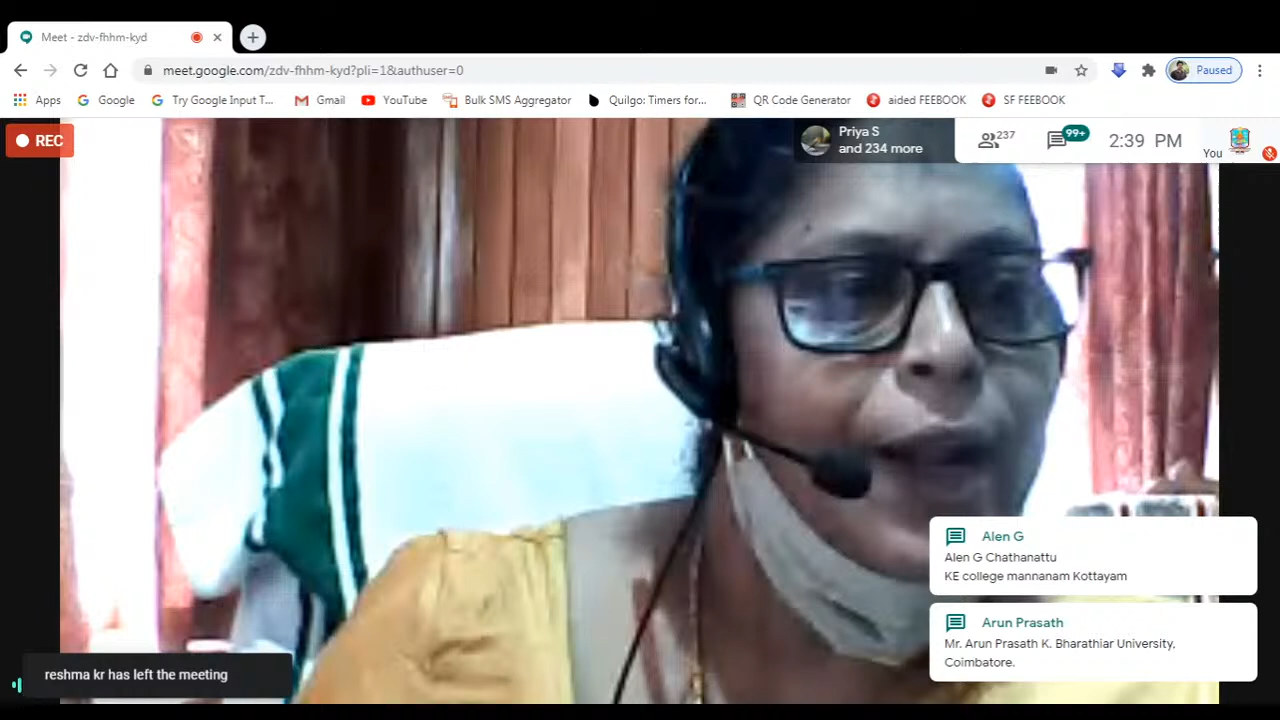 Meet - zdv-fhhm-kyd
meet.google.com/zdv-fhhm-kyd?pli=1&authuser=0
Paused
Apps
Google
Try Google Input T...
Gmail
YouTube
Bulk SMS Aggregator
Quilgo: Timers for...
QR Code Generator
aided FEEBOOK
SF FEEBOOK
REC
Priya S
and 234 more
237
99+
2:39 PM
You
Alen G
Alen G Chathanattu
KE college mannanam Kottayam
Arun Prasath
Mr. Arun Prasath K. Bharathiar University,
Coimbatore.
reshma kr has left the meeting